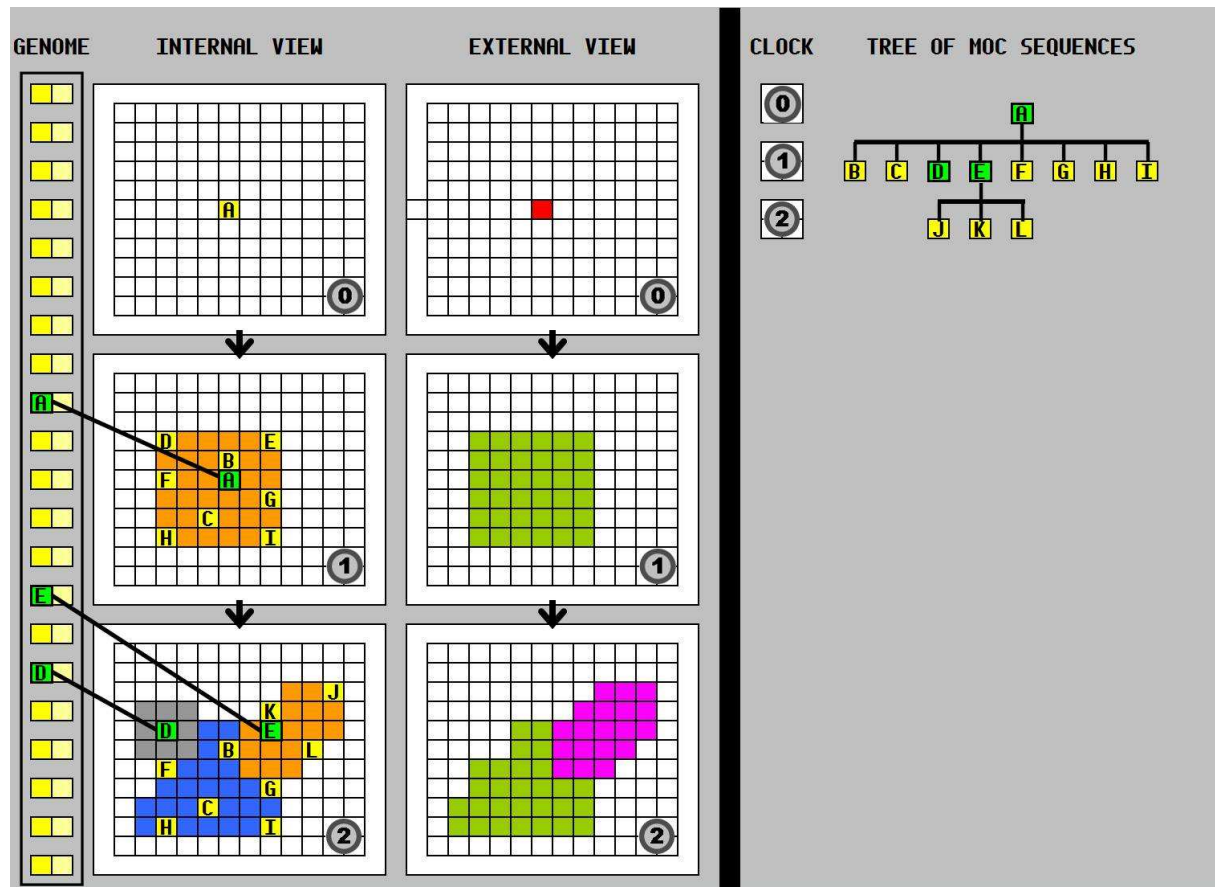 GENOME INTERNAL VIEW EXTERNAL VIEW CLOCK TREE OF MOC SEQUENCES
A
0
0
A
D E
B
F A
G
C
H I
1
1
E
D
J
K
D E
B L
F
G
C
H I
2
2
0
A
1
B C D E F G H I
2
J K L